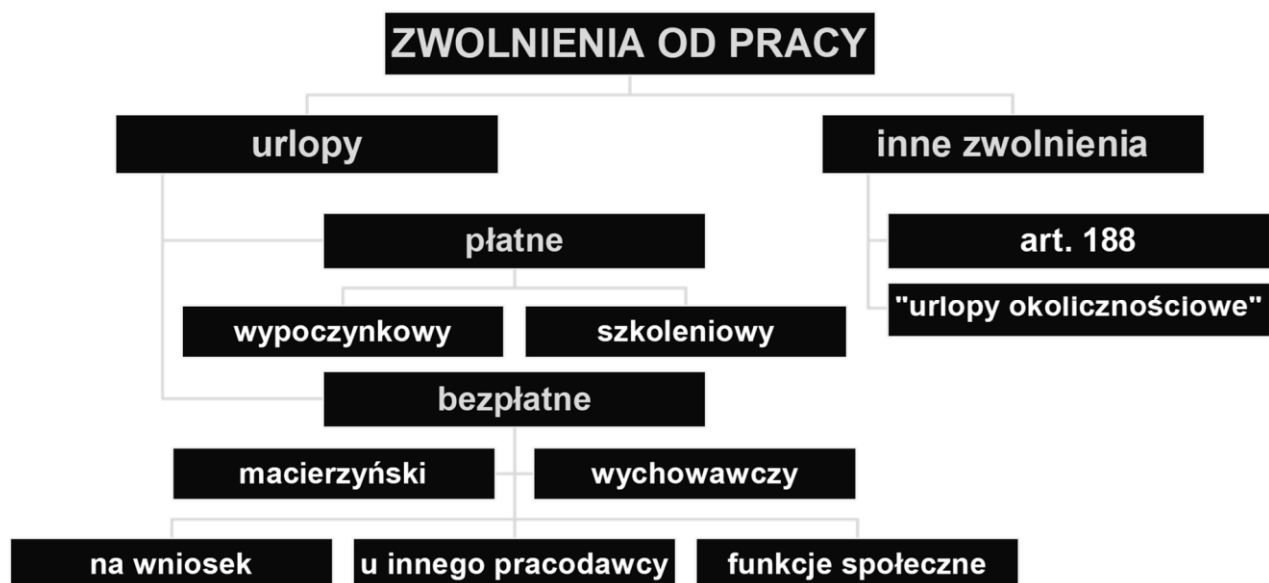 ZWOLNIENIA OD PRACY
urlopy
inne zwolnienia
płatne
art. 188
wypoczynkowy
szkoleniowy
"urlopy okolicznościowe"
bezpłatne
macierzyński
wychowawczy
na wniosek
u innego pracodawcy
funkcje społeczne